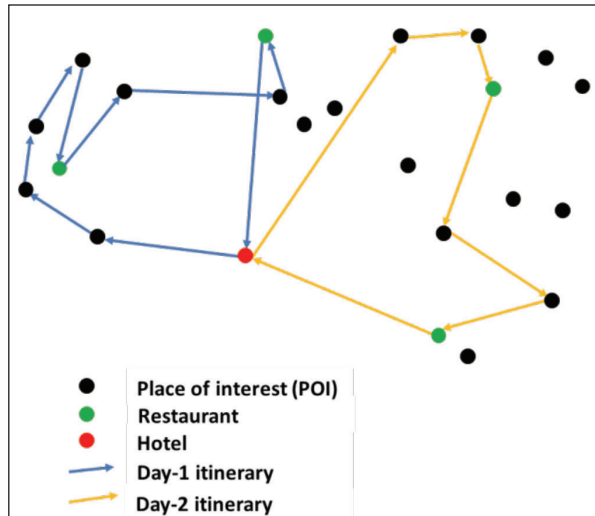 Place of interest (POI)
Restaurant
Hotel
Day-1 itinerary
Day-2 itinerary